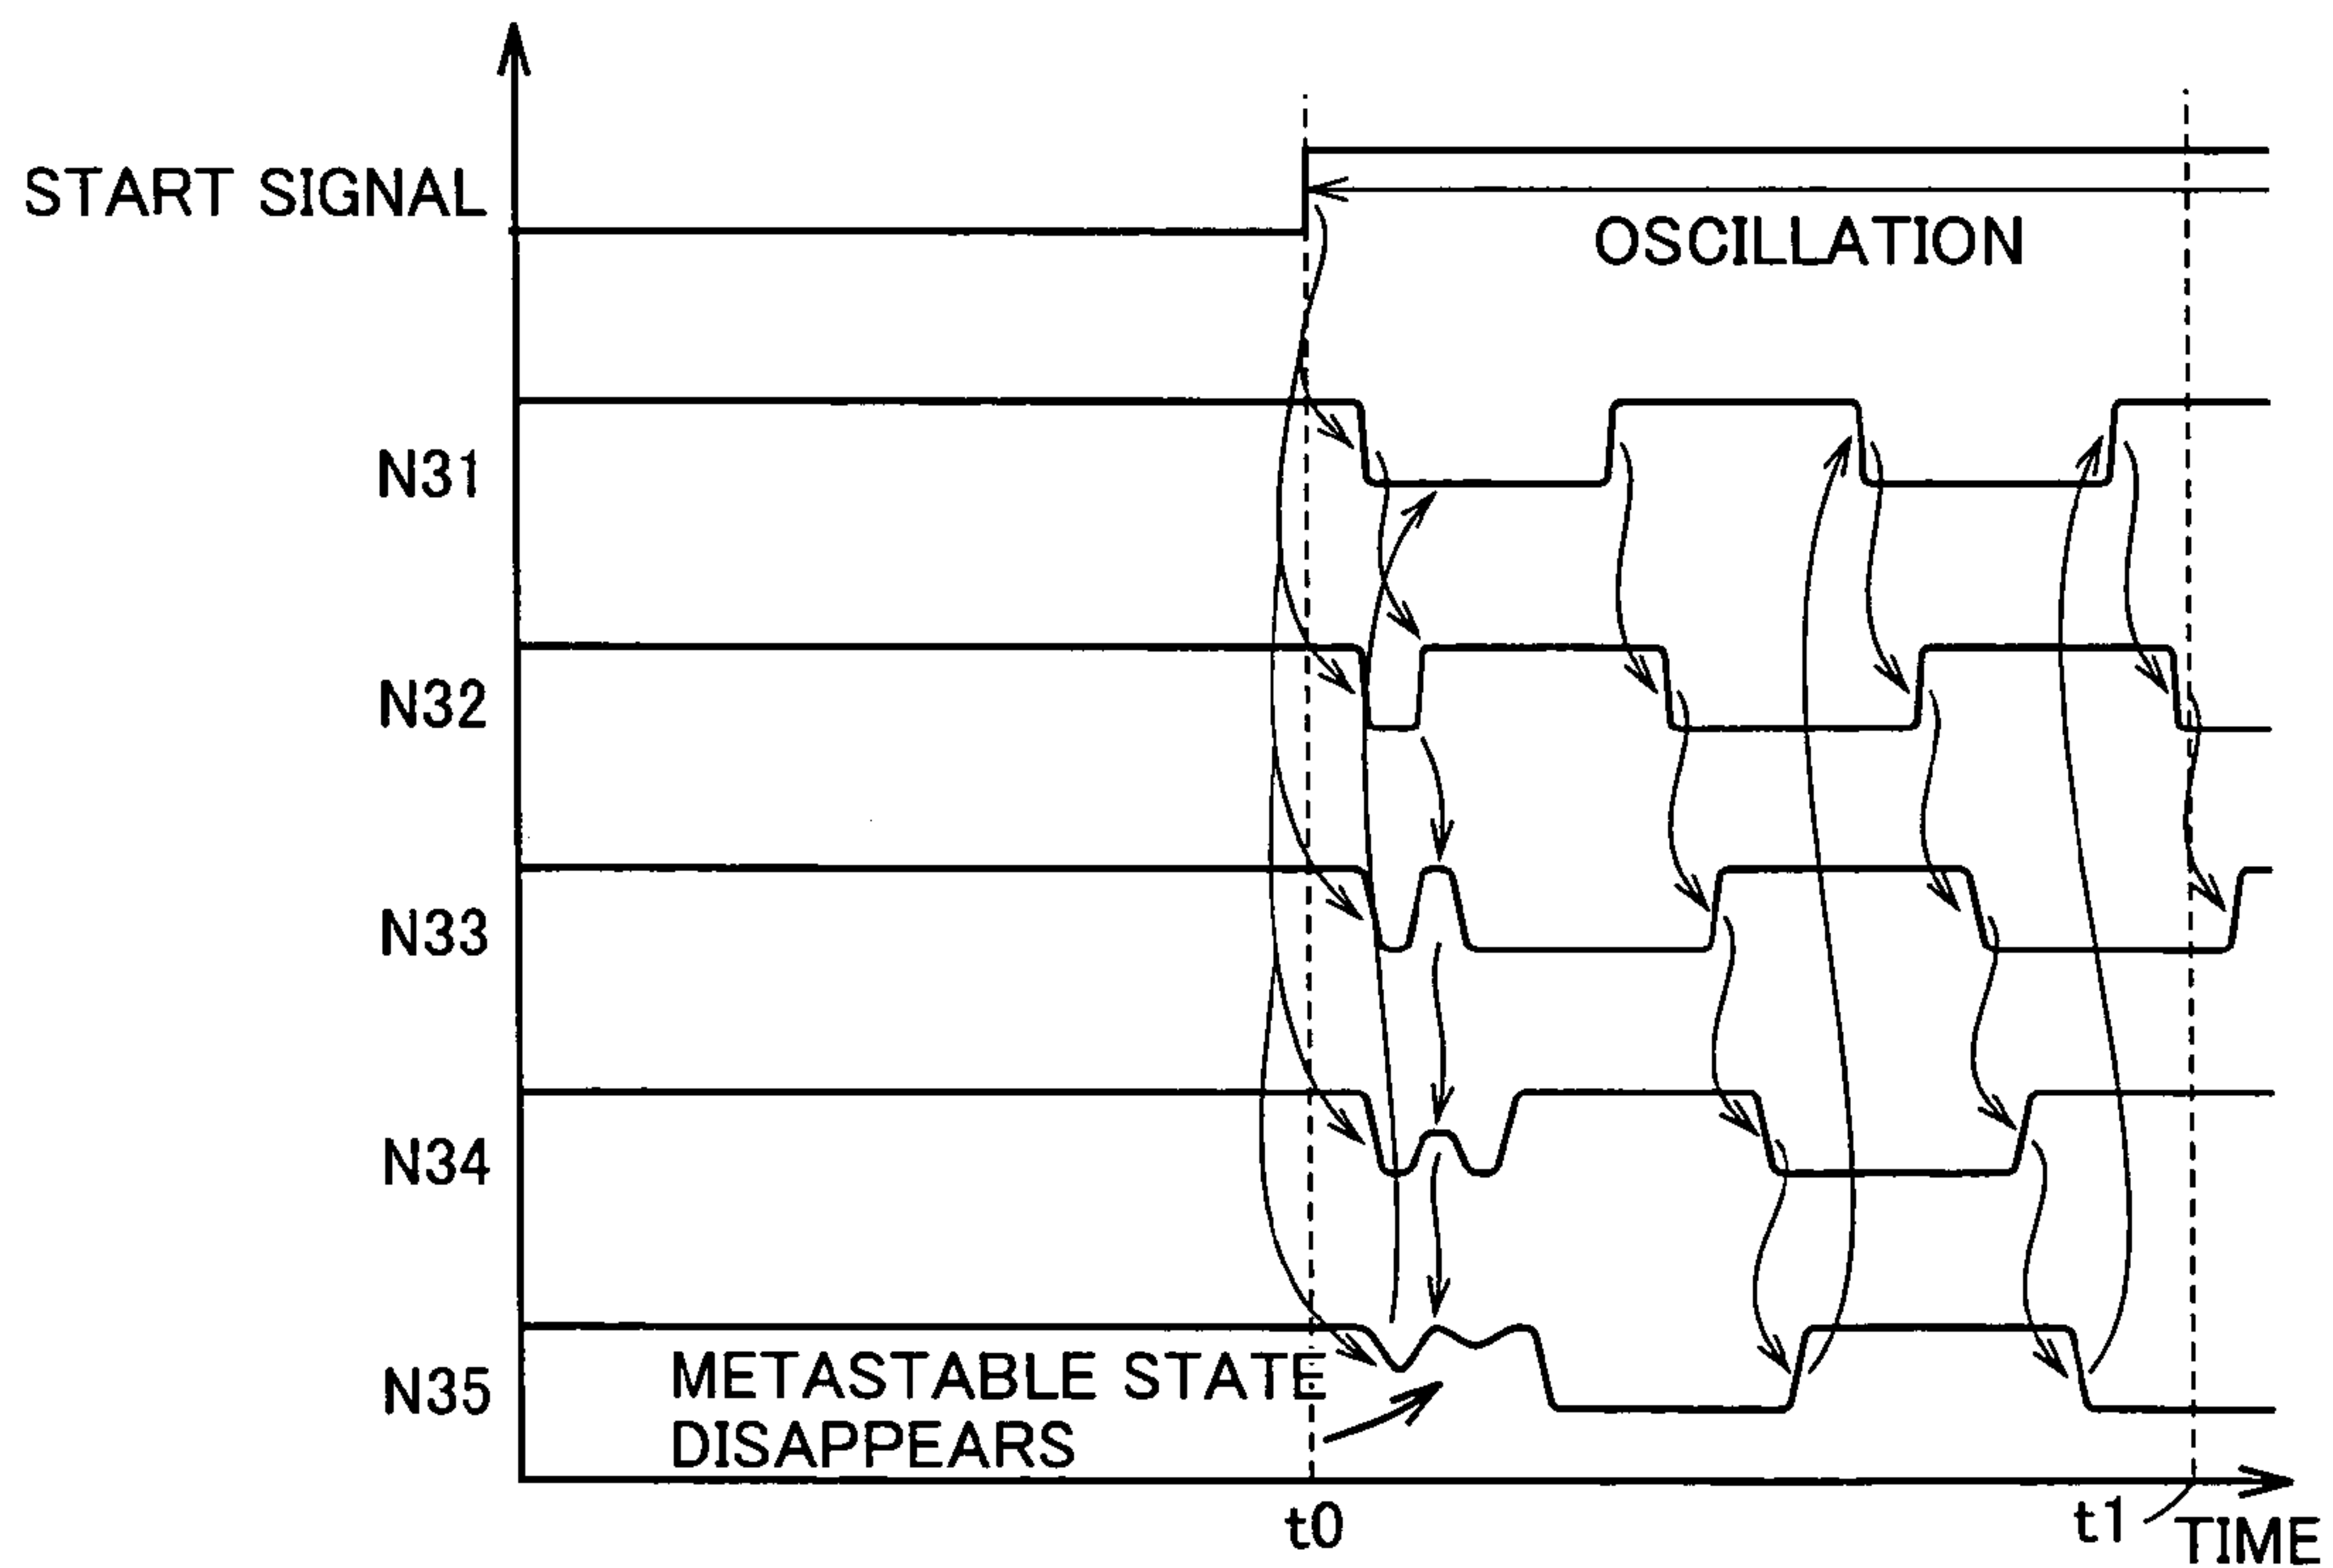 START SIGNAL
OSCILLATION
N31
N32
N33
N34
N35
METASTABLE STATE
DISAPPEARS
t0
t1
TIME